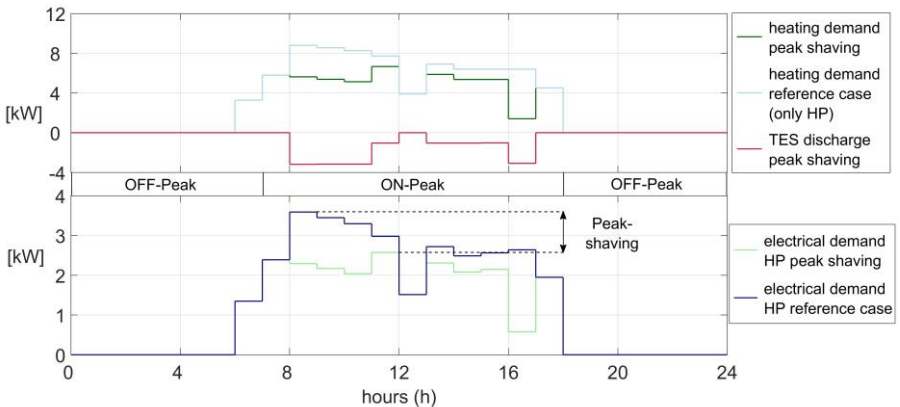 12
8
4
0
-4
[kW]
heating demand
peak shaving
heating demand
reference case
(only HP)
TES discharge
peak shaving
OFF-Peak ON-Peak OFF-Peak
4
3
2
1
0
[kW]
Peak-
shaving
electrical demand
HP peak shaving
electrical demand
HP reference case
0 4 8 12 16 20 24
hours (h)